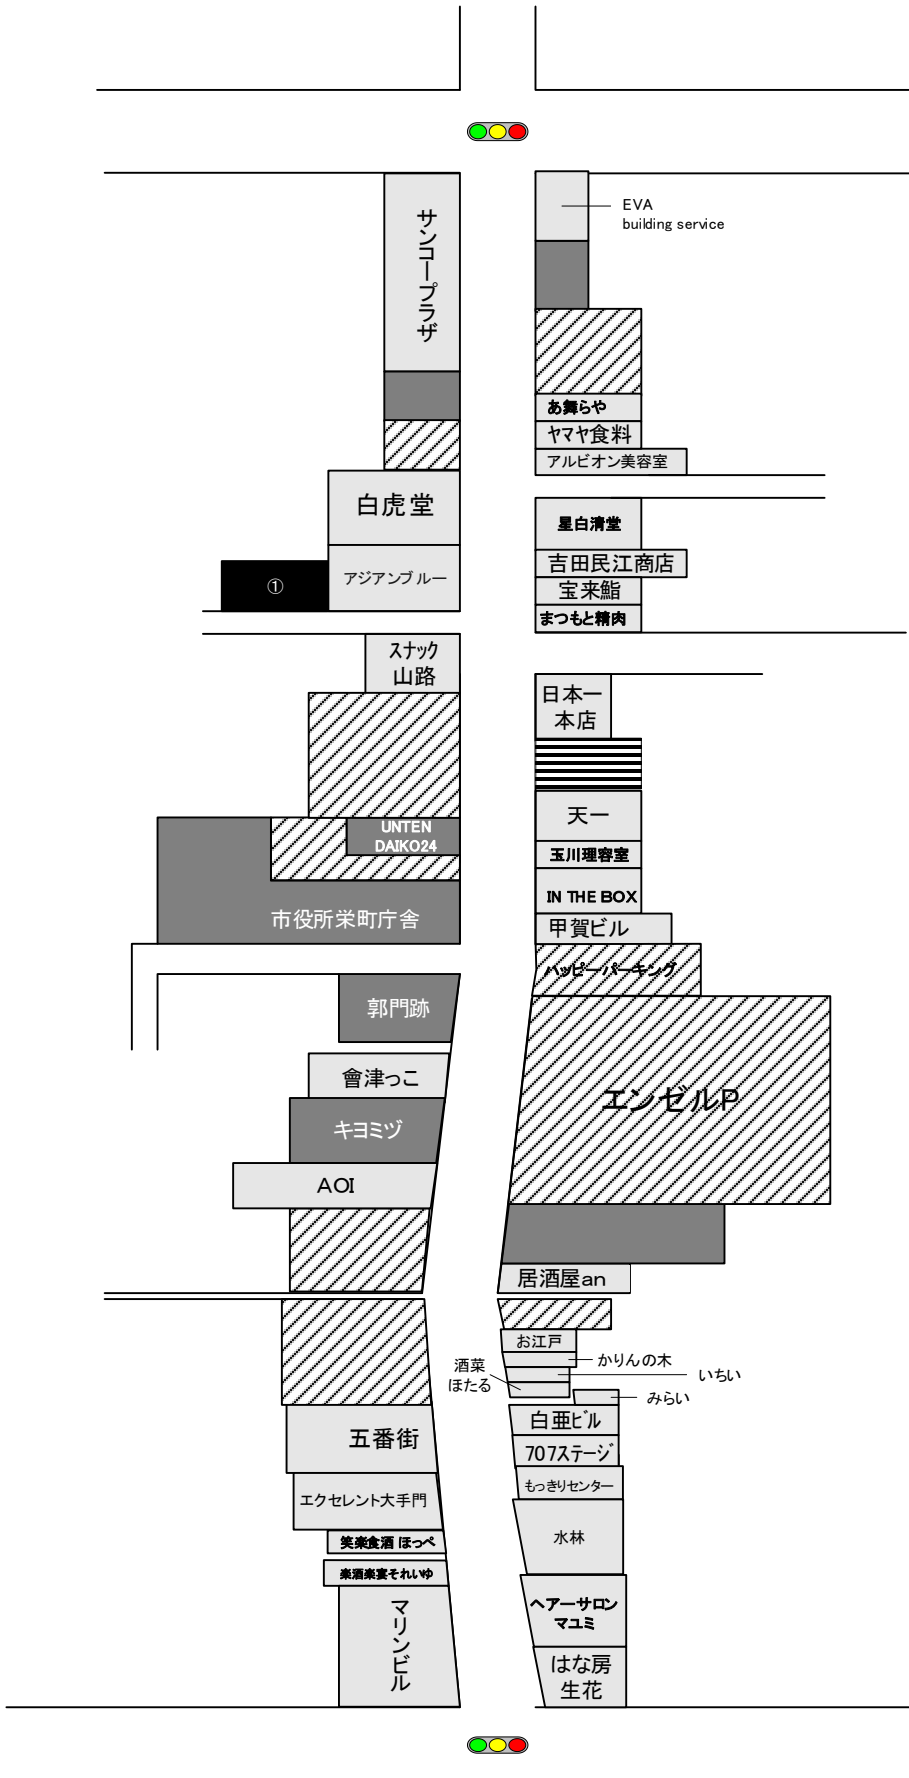 EVA
building service
サンコープラザ
あ舞らや
ヤマヤ食料
アルビオン美容室
白虎堂
星白清堂
吉田民江商店
アジアンブルー
①
宝来鮨
まつもと精肉
スナック
山路
日本一
本店
天一
UNTEN
DAIKO24
玉川理容室
IN THE BOX
市役所栄町庁舎
甲賀ビル
ハッピーパーキング
郭門跡
會津っこ
エンゼルP
キヨミヅ
AOI
居酒屋an
お江戸
かりんの木
酒菜
ほたる
いちい
みらい
白亜ビル
五番街
707ステージ
もっきりセンター
エクセレント大手門
笑楽食酒 ほっぺ
水林
楽酒楽宴それいゆ
ヘアーサロン
マユミ
マリンビル
はな房
生花